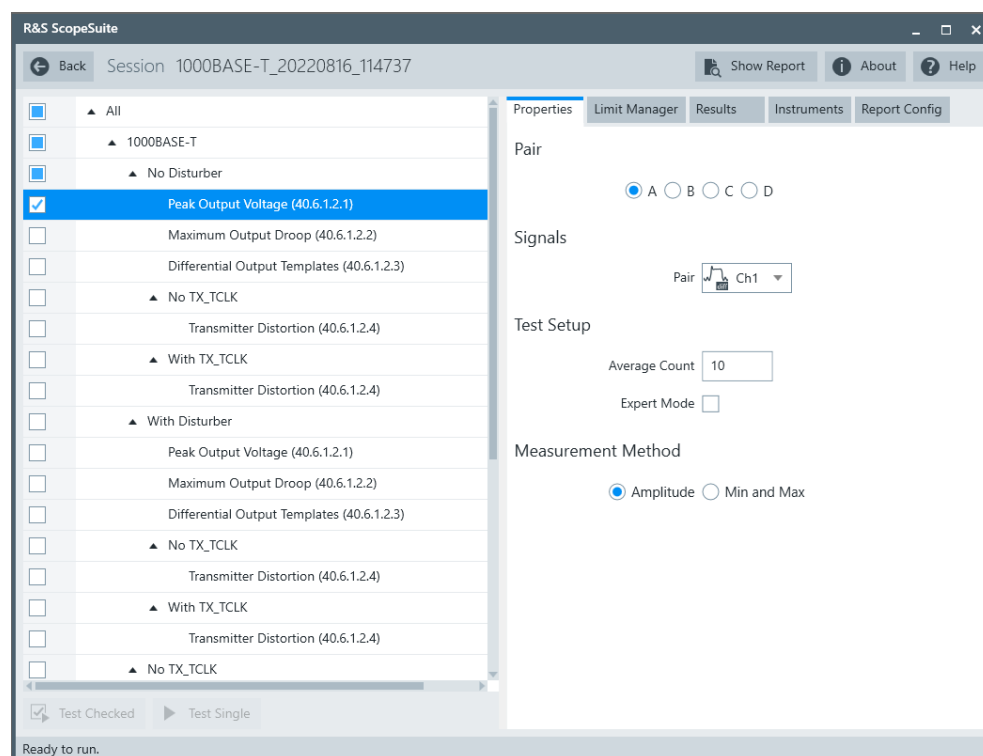 R&S ScopeSuite
Back Session 1000BASE-T_20220816_114737 Show Report About Help
All
1000BASE-T
No Disturber
Peak Output Voltage (40.6.1.2.1)
Maximum Output Droop (40.6.1.2.2)
Differential Output Templates (40.6.1.2.3)
No TX_TCLK
Transmitter Distortion (40.6.1.2.4)
With TX_TCLK
Transmitter Distortion (40.6.1.2.4)
With Disturber
Peak Output Voltage (40.6.1.2.1)
Maximum Output Droop (40.6.1.2.2)
Differential Output Templates (40.6.1.2.3)
No TX_TCLK
Transmitter Distortion (40.6.1.2.4)
With TX_TCLK
Transmitter Distortion (40.6.1.2.4)
No TX_TCLK
Test Checked Test Single
Properties Limit Manager Results Instruments Report Config
Pair
A B C D
Signals
Pair diff Ch1
Test Setup
Average Count 10
Expert Mode
Measurement Method
Amplitude Min and Max
Ready to run.